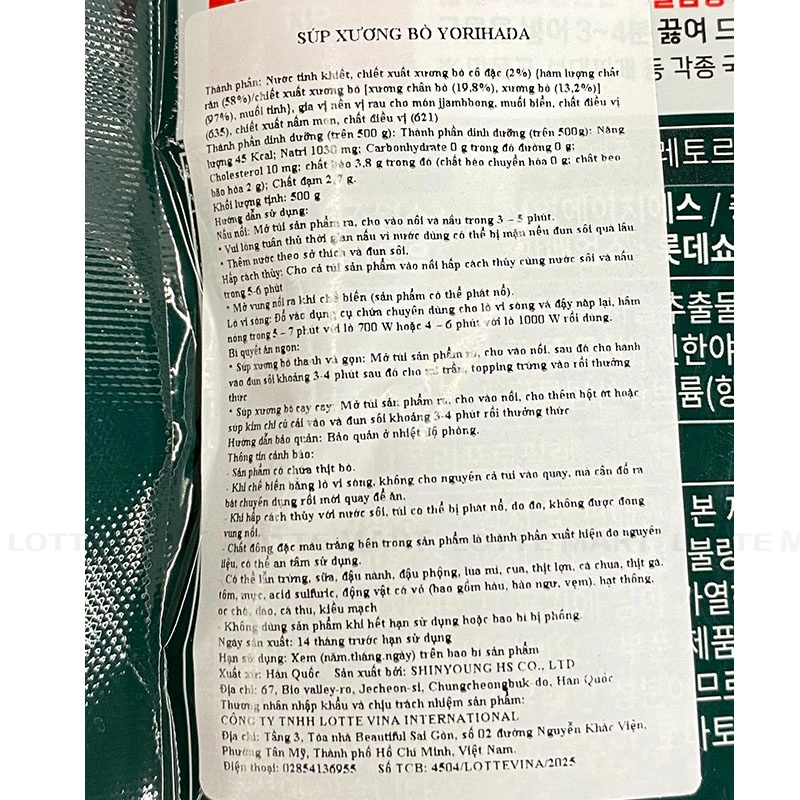 SÚP XƯƠNG BÒ YORIHADA
Thành phần: Nước tinh khiết, chiết xuất xương bò cô đặc (2%) {hàm lượng chất
rắn (58%)/chiết xuất xương bò [xương chân bò (19,8%), xương bò (13,2%)]
(97%), muối tinh}, gia vị nền vị rau cho món jjambbong, muối biển, chất điều vị
(635), chiết xuất nấm men, chất điều vị (621)
Thành phần dinh dưỡng (trên 500 g): Thành phần dinh dưỡng (trên 500g): Năng
lượng 45 Kcal; Natri 1030 mg; Carbonhydrate 0 g trong đó đường 0 g;
Cholesterol 10 mg; chất béo 3,8 g trong đó (chất béo chuyển hóa 0 g; chất béo
bão hòa 2 g); Chất đạm 2,7 g.
Khối lượng tịnh: 500 g
Hướng dẫn sử dụng:
Nấu nồi: Mở túi sản phẩm ra, cho vào nồi và nấu trong 3 – 5 phút.
* Vui lòng tuân thủ thời gian nấu vì nước dùng có thể bị mặn nếu đun sôi quá lâu.
* Thêm nước theo sở thích và đun sôi.
Hấp cách thủy: Cho cả túi sản phẩm vào nồi hấp cách thủy cùng nước sôi và nấu
trong 5-6 phút
* Mở vung nồi ra khi chế biến (sản phẩm có thể phát nổ).
Lò vi sóng: Đổ vào dụng cụ chứa chuyên dùng cho lò vi sóng và đậy nắp lại, hâm
nóng trong 5 – 7 phút với lò 700 W hoặc 4 – 6 phút với lò 1000 W rồi dùng.
Bí quyết ăn ngon:
* Súp xương bò thanh và gọn: Mở túi sản phẩm ra, cho vào nồi, sau đó cho hành
vào đun sôi khoảng 3-4 phút sau đó cho trần, topping trứng vào rồi thưởng
thức
* Súp xương bò cay cay: Mở túi sản phẩm ra, cho vào nồi, cho thêm bột ớt hoặc
súp kim chi củ cải vào và đun sôi khoảng 3-4 phút rồi thưởng thức
Hướng dẫn bảo quản: Bảo quản ở nhiệt độ phòng.
Thông tin cảnh báo:
- Sản phẩm có chứa thịt bò.
- Khi chế biến bằng lò vi sóng, không cho nguyên cả túi vào quay, mà cần đổ ra
bát chuyên dụng rồi mới quay để ăn.
- Khi hấp cách thủy với nước sôi, túi có thể bị phát nổ, do đó, không được đóng
vung nồi.
- Chất đông đặc màu trắng bên trong sản phẩm là thành phần xuất hiện do nguyên
liệu, có thể an tâm sử dụng.
- Có thể lẫn trứng, sữa, đậu nành, đậu phộng, lúa mì, cua, thịt lợn, cà chua, thịt gà,
tôm, mực, acid sulfuric, động vật có vỏ (bao gồm hàu, bào ngư, vẹm), hạt thông,
óc chó, đào, cá thu, kiều mạch
- Không dùng sản phẩm khi hết hạn sử dụng hoặc bao bì bị phồng.
Ngày sản xuất: 14 tháng trước hạn sử dụng
Hạn sử dụng: Xem (năm.tháng.ngày) trên bao bì sản phẩm
Xuất xứ: Hàn Quốc Sản xuất bởi: SHINYOUNG HS CO., LTD
Địa chỉ: 67, Bio valley-ro, Jecheon-si, Chungcheongbuk-do, Hàn Quốc
Thương nhân nhập khẩu và chịu trách nhiệm sản phẩm:
CÔNG TY TNHH LOTTE VINA INTERNATIONAL
Địa chỉ: Tầng 3, Tòa nhà Beautiful Sai Gòn, số 02 đường Nguyễn Khắc Viện,
Phường Tân Mỹ, Thành phố Hồ Chí Minh, Việt Nam.
Điện thoại: 02854136955 Số TCB: 4504/LOTTEVINA/2025
3~4분
끓여 드
등 각종 국
레토르
스 /
롯데쇼
추출물
본 제
불량
제품
LOTTE MART